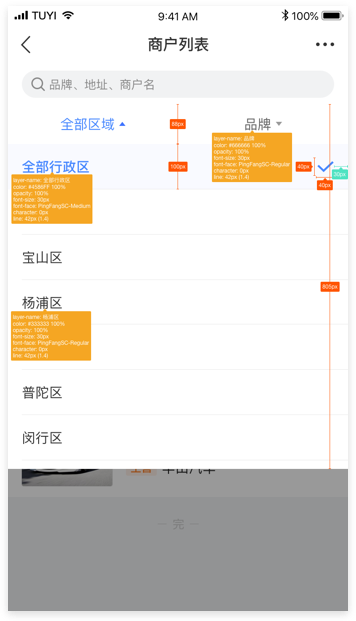 TUYI 9:41 AM 100%
商户列表
品牌、地址、商户名
全部区域 88px 品牌
layer-name: 品牌
color: #666666 100%
opacity: 100%
font-size: 30px
font-face: PingFangSC-Regular
character: 0px
line: 42px (1.4)
全部行政区 100px 40px 30px
40px
layer-name: 全部行政区
color: #4586FF 100%
opacity: 100%
font-size: 30px
font-face: PingFangSC-Medium
character: 0px
line: 42px (1.4)
宝山区
805px
杨浦区
layer-name: 杨浦区
color: #333333 100%
opacity: 100%
font-size: 30px
font-face: PingFangSC-Regular
character: 0px
line: 42px (1.4)
普陀区
闵行区
完